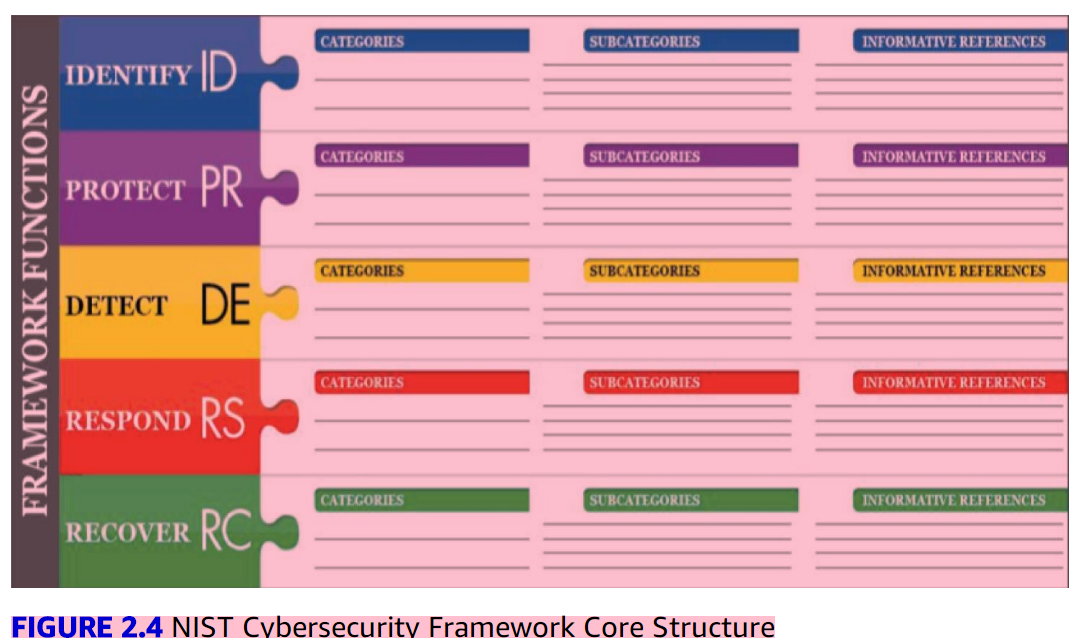 FRAMEWORK FUNCTIONS
IDENTIFY ID
CATEGORIES
SUBCATEGORIES
INFORMATIVE REFERENCES
PROTECT PR
CATEGORIES
SUBCATEGORIES
INFORMATIVE REFERENCES
DETECT DE
CATEGORIES
SUBCATEGORIES
INFORMATIVE REFERENCES
RESPOND RS
CATEGORIES
SUBCATEGORIES
INFORMATIVE REFERENCES
RECOVER RC
CATEGORIES
SUBCATEGORIES
INFORMATIVE REFERENCES
FIGURE 2.4 NIST Cybersecurity Framework Core Structure